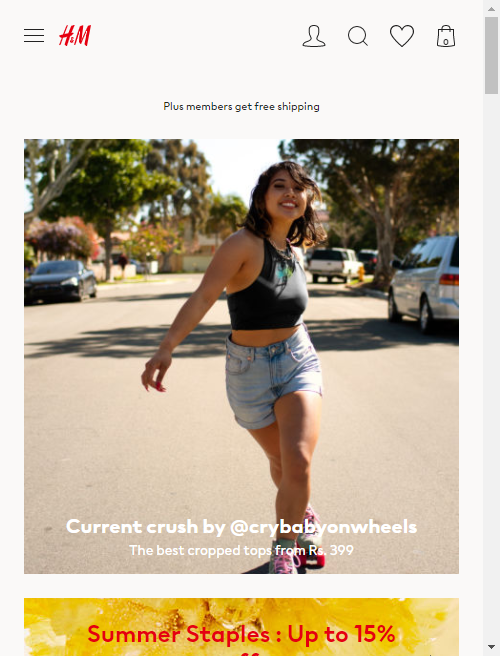 H&M
0
Plus members get free shipping
Current crush by @crybabyonwheels
The best cropped tops from Rs. 399
Summer Staples : Up to 15%